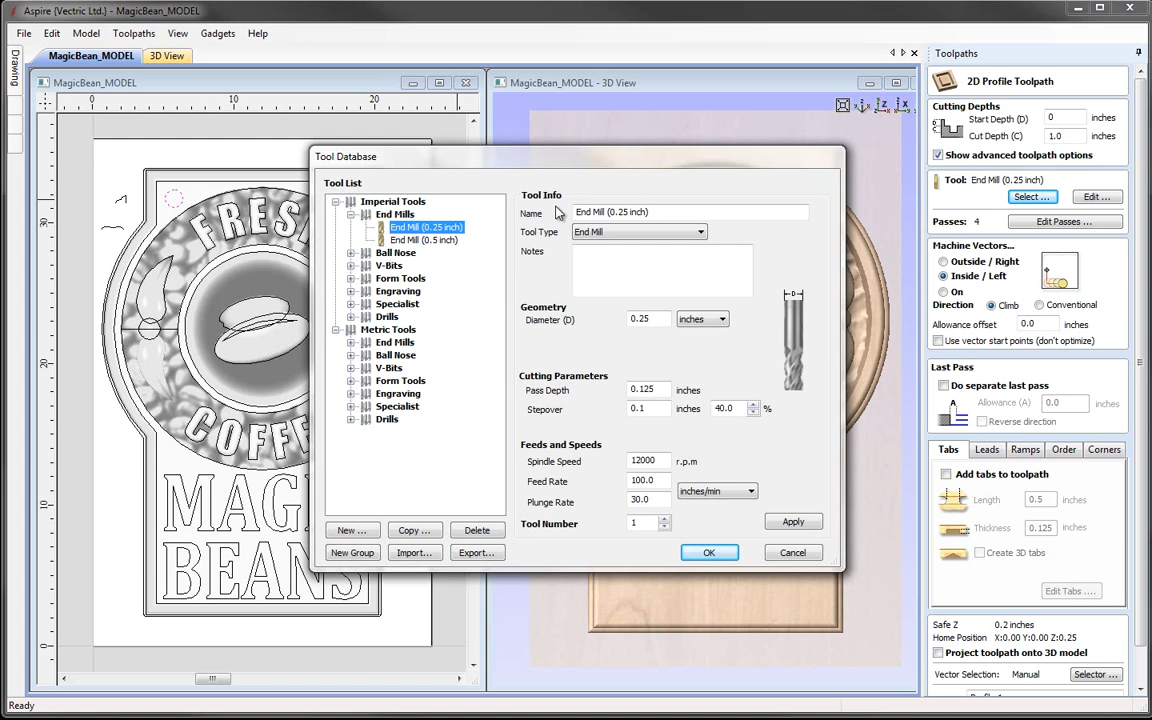 Aspire {Vectric Ltd.} - MagicBean_MODEL
File Edit Model Toolpaths View Gadgets Help
MagicBean_MODEL 3D View
Drawing
MagicBean_MODEL
0 10 20
30
20
10
0
FRES
COFFE
MAG
BEANS
MagicBean_MODEL - 3D View
Tool Database
Tool List
Imperial Tools
End Mills
End Mill (0.25 inch)
End Mill (0.5 inch)
Ball Nose
V-Bits
Form Tools
Engraving
Specialist
Drills
Metric Tools
End Mills
Ball Nose
V-Bits
Form Tools
Engraving
Specialist
Drills
New ... Copy ... Delete
New Group Import... Export...
Tool Info
Name End Mill (0.25 inch)
Tool Type End Mill
Notes
Geometry
Diameter (D) 0.25 inches
D
Cutting Parameters
Pass Depth 0.125 inches
Stepover 0.1 inches 40.0 %
Feeds and Speeds
Spindle Speed 12000 r.p.m
Feed Rate 100.0
inches/min
Plunge Rate 30.0
Tool Number 1
Apply
OK Cancel
Toolpaths
2D Profile Toolpath
Cutting Depths
Start Depth (D) 0 inches
Cut Depth (C) 1.0 inches
Show advanced toolpath options
Tool: End Mill (0.25 inch)
Select ... Edit ...
Passes: 4 Edit Passes ...
Machine Vectors...
Outside / Right
Inside / Left
On
Direction Climb Conventional
Allowance offset 0.0 inches
Use vector start points (don't optimize)
Last Pass
Do separate last pass
Allowance (A) 0.0 inches
Reverse direction
Tabs Leads Ramps Order Corners
Add tabs to toolpath
Length 0.5 inches
Thickness 0.125 inches
Create 3D tabs
Edit Tabs ....
Safe Z 0.2 inches
Home Position X:0.00 Y:0.00 Z:0.25
Project toolpath onto 3D model
Vector Selection: Manual Selector ...
Ready